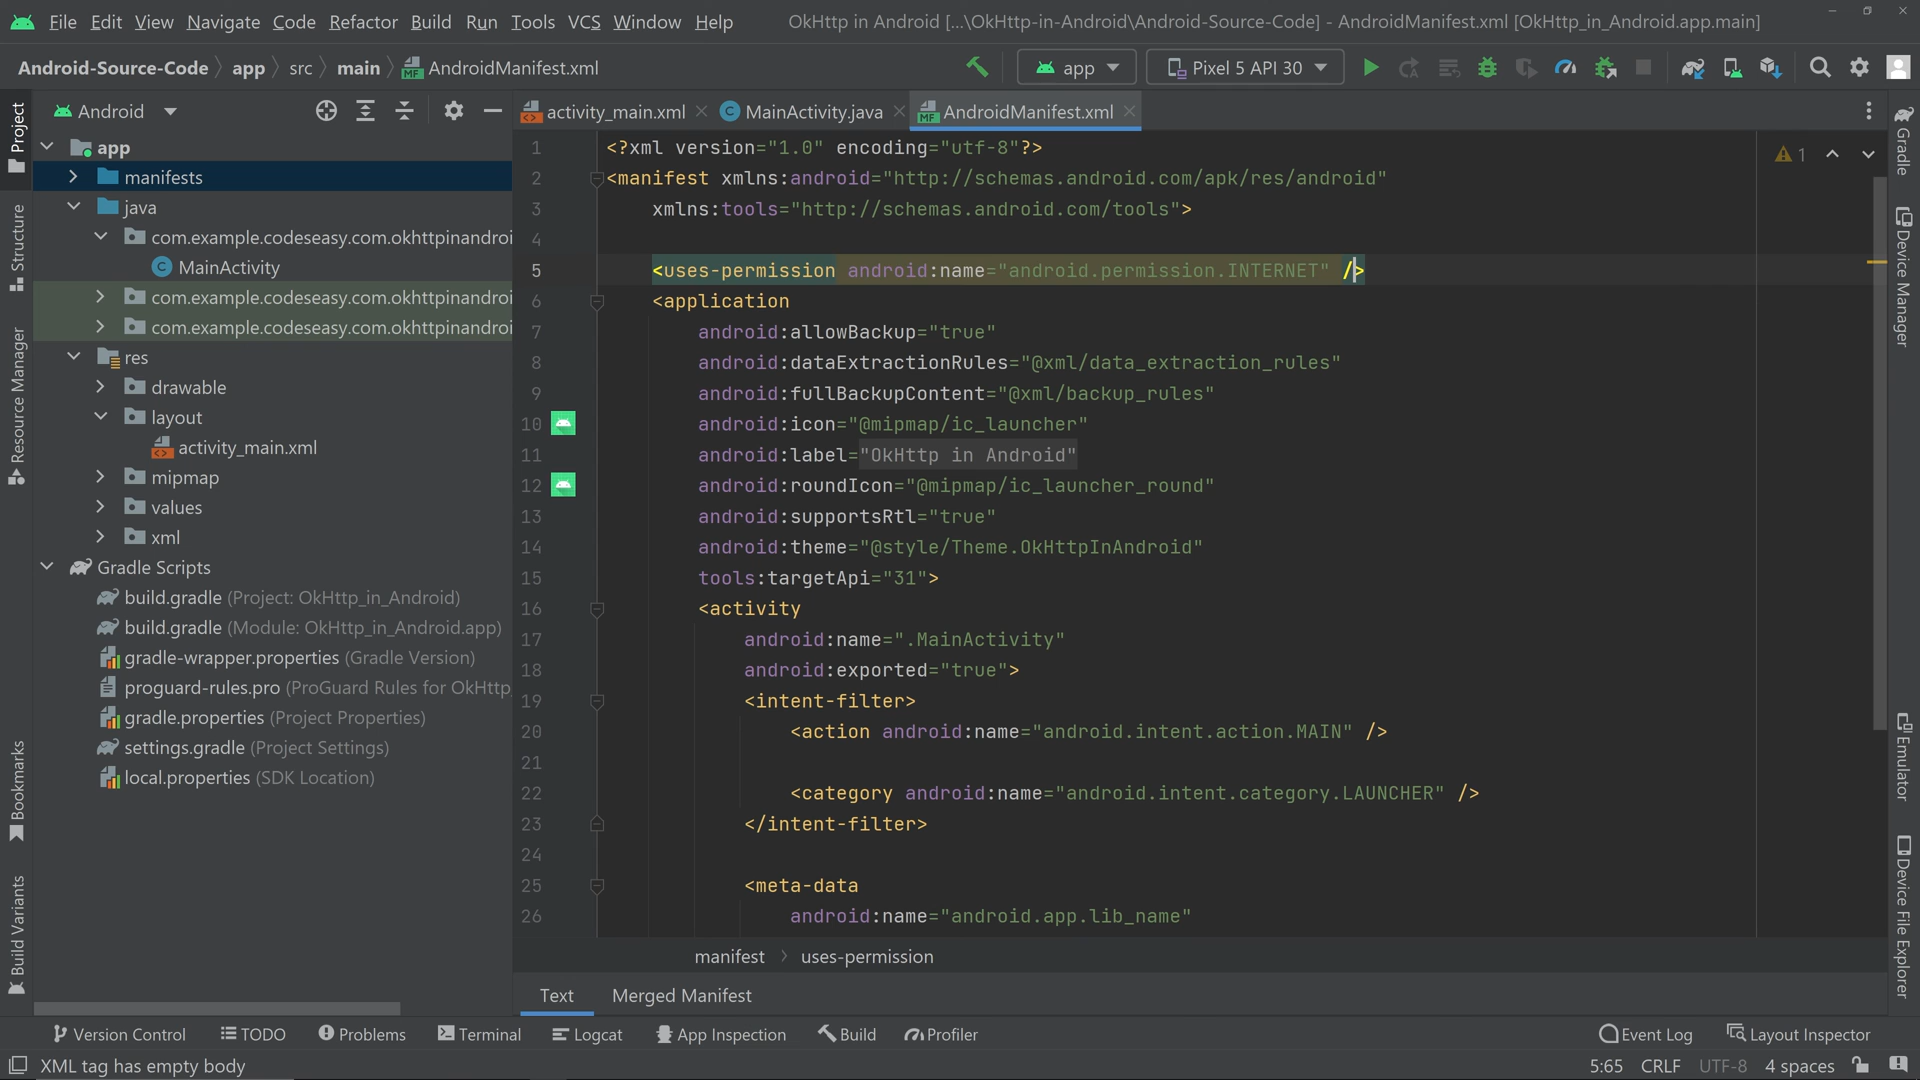 File Edit View Navigate Code Refactor Build Run Tools VCS Window Help OkHttp in Android [...\OkHttp-in-Android\Android-Source-Code] - AndroidManifest.xml [OkHttp_in_Android.app.main]
Android-Source-Code app src main AndroidManifest.xml app Pixel 5 API 30
Android
activity_main.xml MainActivity.java AndroidManifest.xml
Project
Structure
Resource Manager
Bookmarks
Build Variants
app
manifests
java
com.example.codeseasy.com.okhttpinandroi
MainActivity
com.example.codeseasy.com.okhttpinandroi
com.example.codeseasy.com.okhttpinandroi
res
drawable
layout
activity_main.xml
mipmap
values
xml
Gradle Scripts
build.gradle (Project: OkHttp_in_Android)
build.gradle (Module: OkHttp_in_Android.app)
gradle-wrapper.properties (Gradle Version)
proguard-rules.pro (ProGuard Rules for OkHttp_
gradle.properties (Project Properties)
settings.gradle (Project Settings)
local.properties (SDK Location)
1 <?xml version="1.0" encoding="utf-8"?>
2 <manifest xmlns:android="http://schemas.android.com/apk/res/android"
3 xmlns:tools="http://schemas.android.com/tools">
4
5 <uses-permission android:name="android.permission.INTERNET" />
6 <application
7 android:allowBackup="true"
8 android:dataExtractionRules="@xml/data_extraction_rules"
9 android:fullBackupContent="@xml/backup_rules"
10 android:icon="@mipmap/ic_launcher"
11 android:label="OkHttp in Android"
12 android:roundIcon="@mipmap/ic_launcher_round"
13 android:supportsRtl="true"
14 android:theme="@style/Theme.OkHttpInAndroid"
15 tools:targetApi="31">
16 <activity
17 android:name=".MainActivity"
18 android:exported="true">
19 <intent-filter>
20 <action android:name="android.intent.action.MAIN" />
21
22 <category android:name="android.intent.category.LAUNCHER" />
23 </intent-filter>
24
25 <meta-data
26 android:name="android.app.lib_name"
1
Gradle
Device Manager
Emulator
Device File Explorer
manifest uses-permission
Text Merged Manifest
Version Control TODO Problems Terminal Logcat App Inspection Build Profiler Event Log Layout Inspector
XML tag has empty body 5:65 CRLF UTF-8 4 spaces